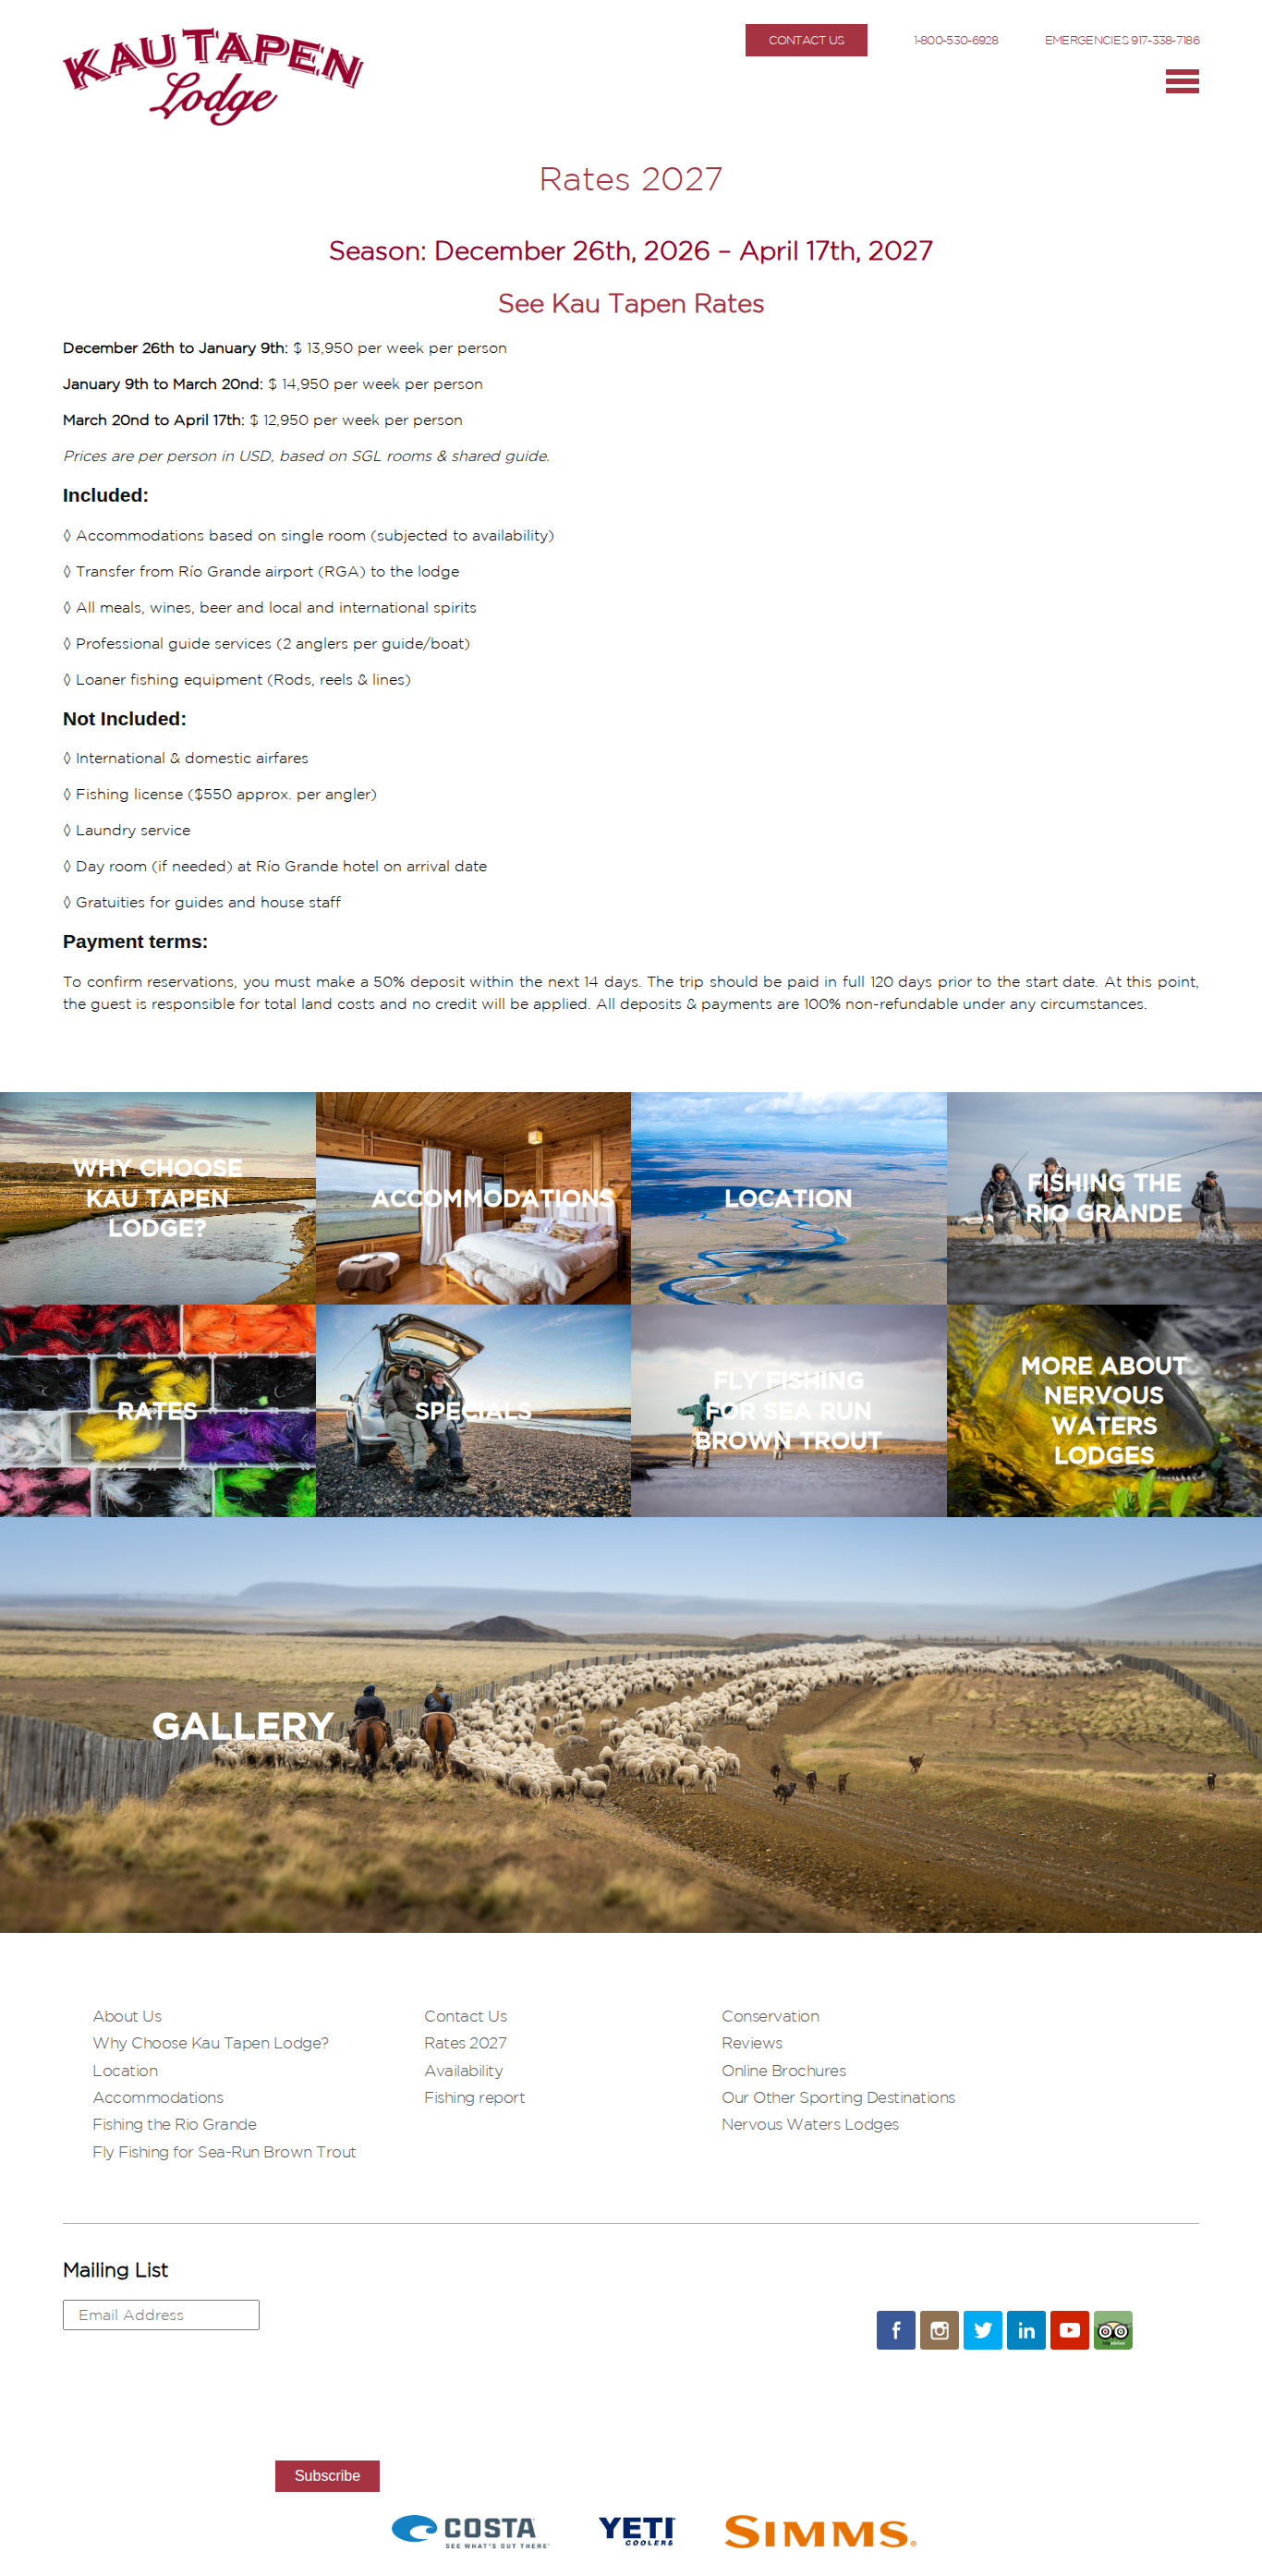 KAU TAPEN
Lodge
CONTACT US
1-800-530-6928
EMERGENCIES 917-338-7186
Rates 2027
Season: December 26th, 2026 – April 17th, 2027
See Kau Tapen Rates
December 26th to January 9th: $ 13,950 per week per person
January 9th to March 20nd: $ 14,950 per week per person
March 20nd to April 17th: $ 12,950 per week per person
Prices are per person in USD, based on SGL rooms & shared guide.
Included:
◊ Accommodations based on single room (subjected to availability)
◊ Transfer from Río Grande airport (RGA) to the lodge
◊ All meals, wines, beer and local and international spirits
◊ Professional guide services (2 anglers per guide/boat)
◊ Loaner fishing equipment (Rods, reels & lines)
Not Included:
◊ International & domestic airfares
◊ Fishing license ($550 approx. per angler)
◊ Laundry service
◊ Day room (if needed) at Río Grande hotel on arrival date
◊ Gratuities for guides and house staff
Payment terms:
To confirm reservations, you must make a 50% deposit within the next 14 days. The trip should be paid in full 120 days prior to the start date. At this point,
the guest is responsible for total land costs and no credit will be applied. All deposits & payments are 100% non-refundable under any circumstances.
WHY CHOOSE
KAU TAPEN
LODGE?
ACCOMMODATIONS
LOCATION
FISHING THE
RIO GRANDE
RATES
SPECIALS
FLY FISHING
FOR SEA RUN
BROWN TROUT
MORE ABOUT
NERVOUS
WATERS
LODGES
GALLERY
About Us
Why Choose Kau Tapen Lodge?
Location
Accommodations
Fishing the Rio Grande
Fly Fishing for Sea-Run Brown Trout
Contact Us
Rates 2027
Availability
Fishing report
Conservation
Reviews
Online Brochures
Our Other Sporting Destinations
Nervous Waters Lodges
Mailing List
Email Address
Subscribe
COSTA
SEE WHAT'S OUT THERE
YETI
COOLERS
SIMMS